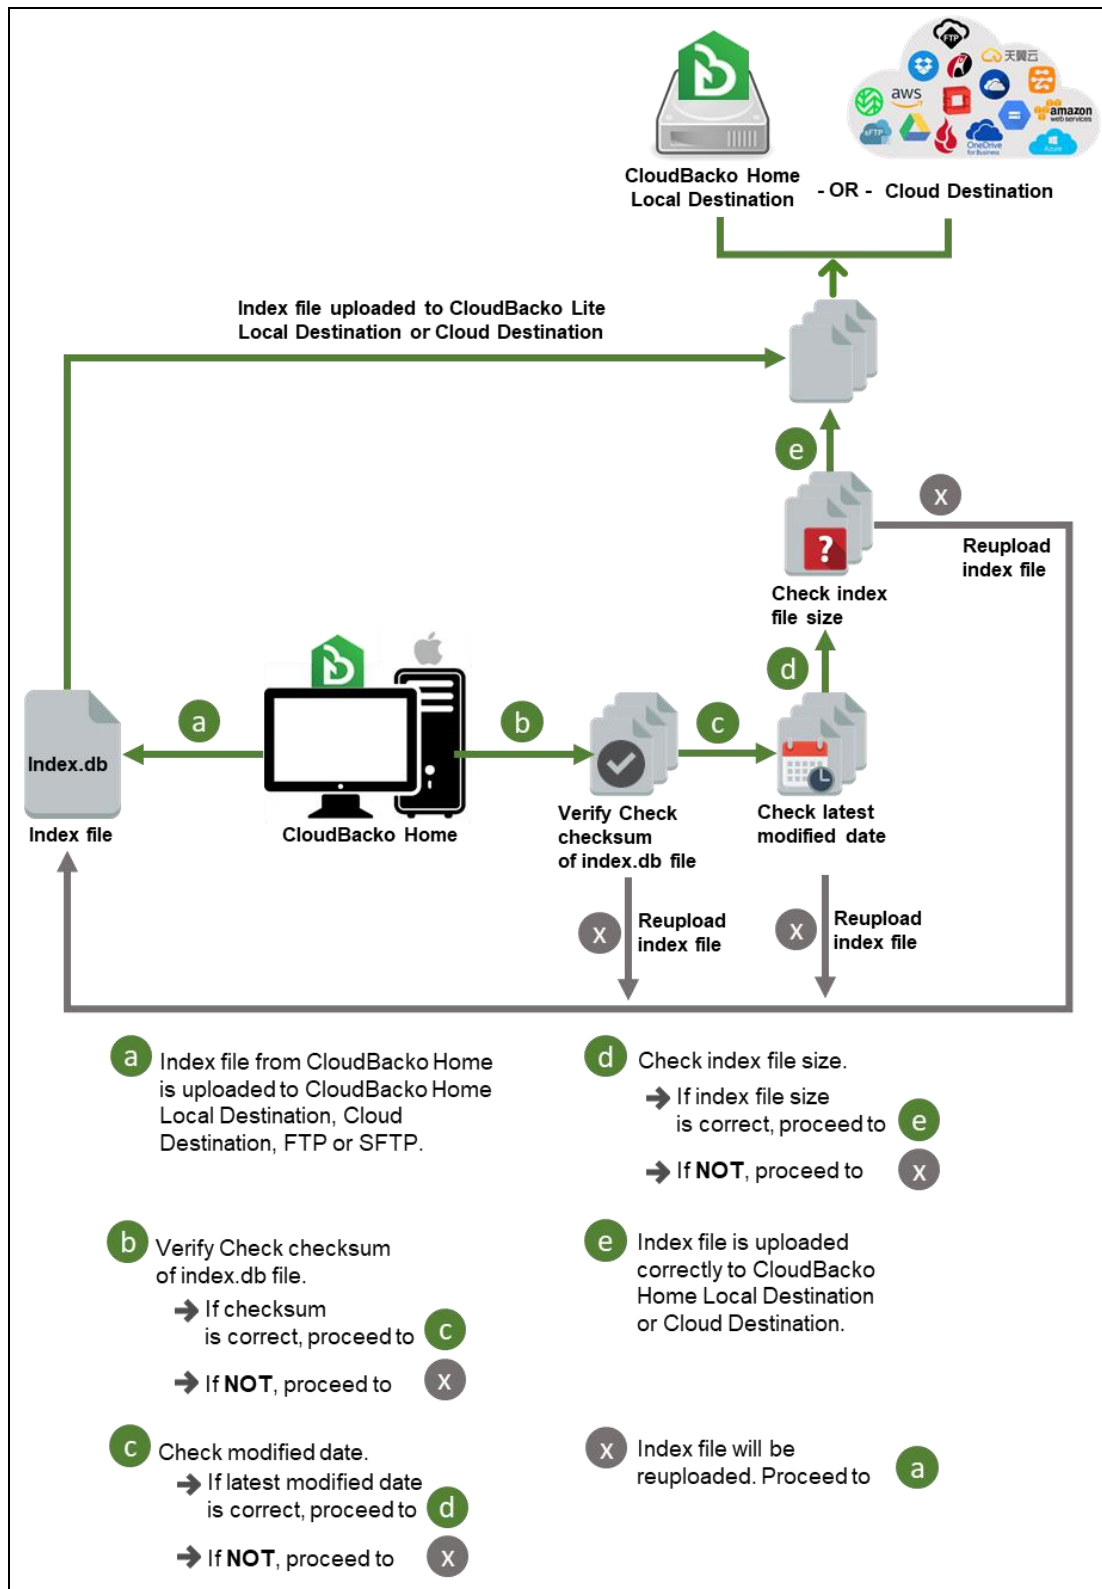 FTP
天翼云
aws
amazon
web services
sFTP
OneDrive
for Business
Azure
CloudBacko Home
Local Destination
- OR -
Cloud Destination
Index file uploaded to CloudBacko Lite
Local Destination or Cloud Destination
e
x
Reupload
index file
?
Check index
file size
d
a
b
c
Index.db
Index file
CloudBacko Home
Verify Check
checksum
of index.db file
Check latest
modified date
x
Reupload
index file
x
Reupload
index file
a
Index file from CloudBacko Home
is uploaded to CloudBacko Home
Local Destination, Cloud
Destination, FTP or SFTP.
b
Verify Check checksum
of index.db file.
If checksum
is correct, proceed to c
If NOT, proceed to x
c
Check modified date.
If latest modified date
is correct, proceed to d
If NOT, proceed to x
d
Check index file size.
If index file size
is correct, proceed to e
If NOT, proceed to x
e
Index file is uploaded
correctly to CloudBacko
Home Local Destination
or Cloud Destination.
x
Index file will be
reuploaded. Proceed to a